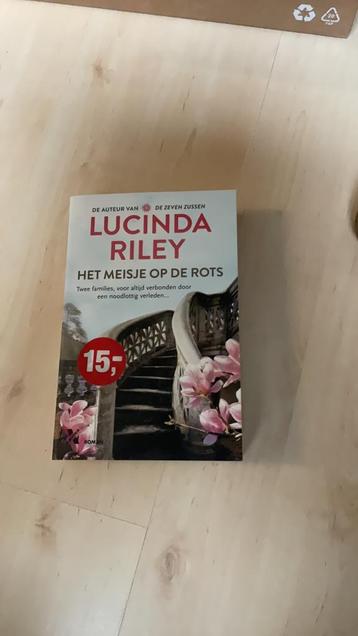 DE AUTEUR VAN DE ZEVEN ZUSSEN
LUCINDA
RILEY
HET MEISJE OP DE ROTS
Twee families, voor altijd verbonden door
een noodlottig verleden...
15,-
ROMAN